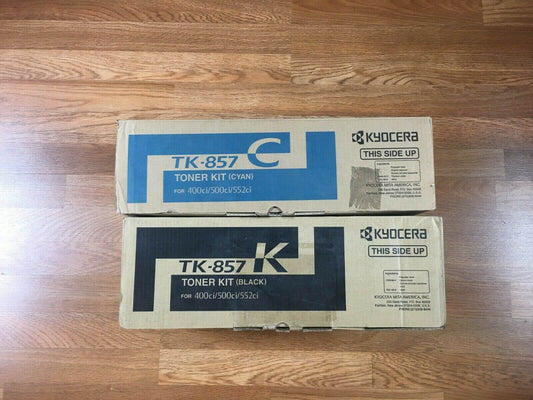 TK-857 C
TONER KIT (CYAN)
FOR 400ci/500ci/552ci
KYOCERA
THIS SIDE UP
KYOCERA MITA AMERICA, INC.
TK-857 K
TONER KIT (BLACK)
FOR 400ci/500ci/552ci
KYOCERA
THIS SIDE UP
KYOCERA MITA AMERICA, INC.